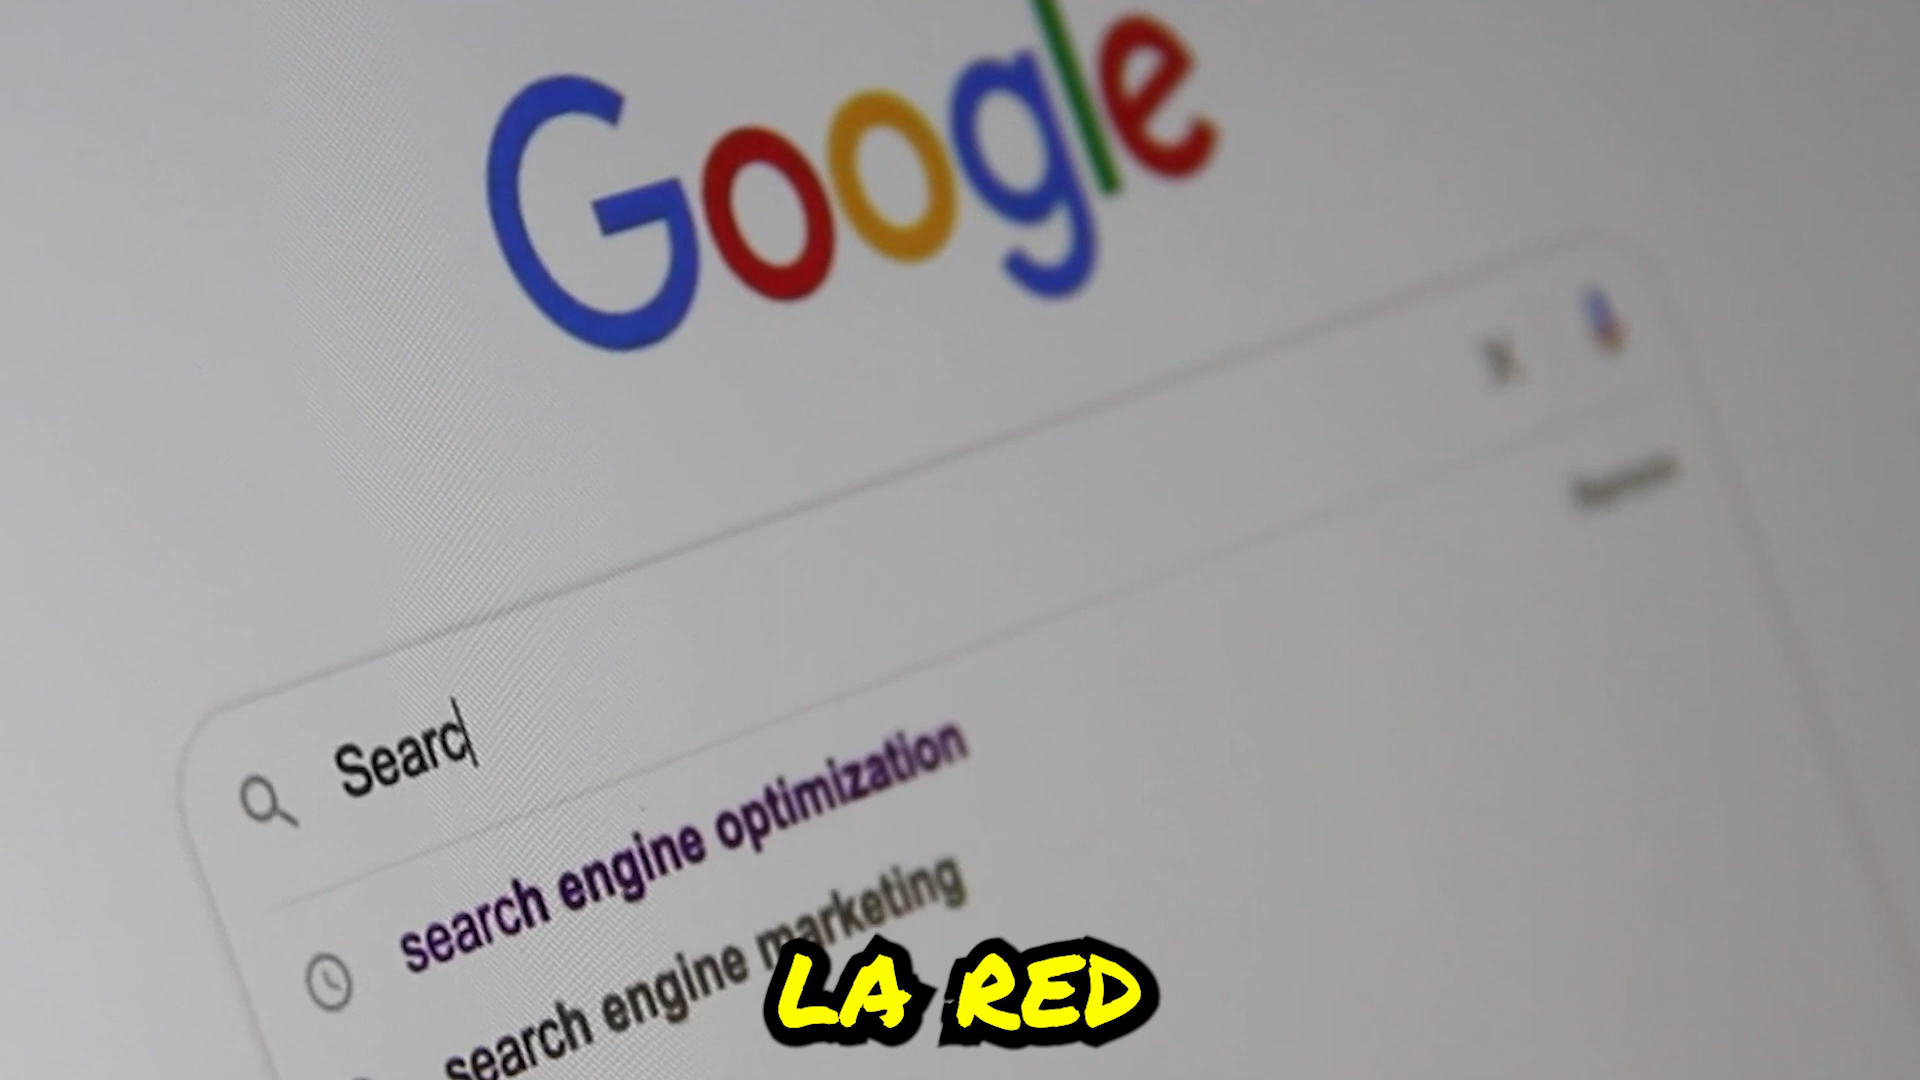 Google
Searc
search engine optimization
search engine marketing
LA RED